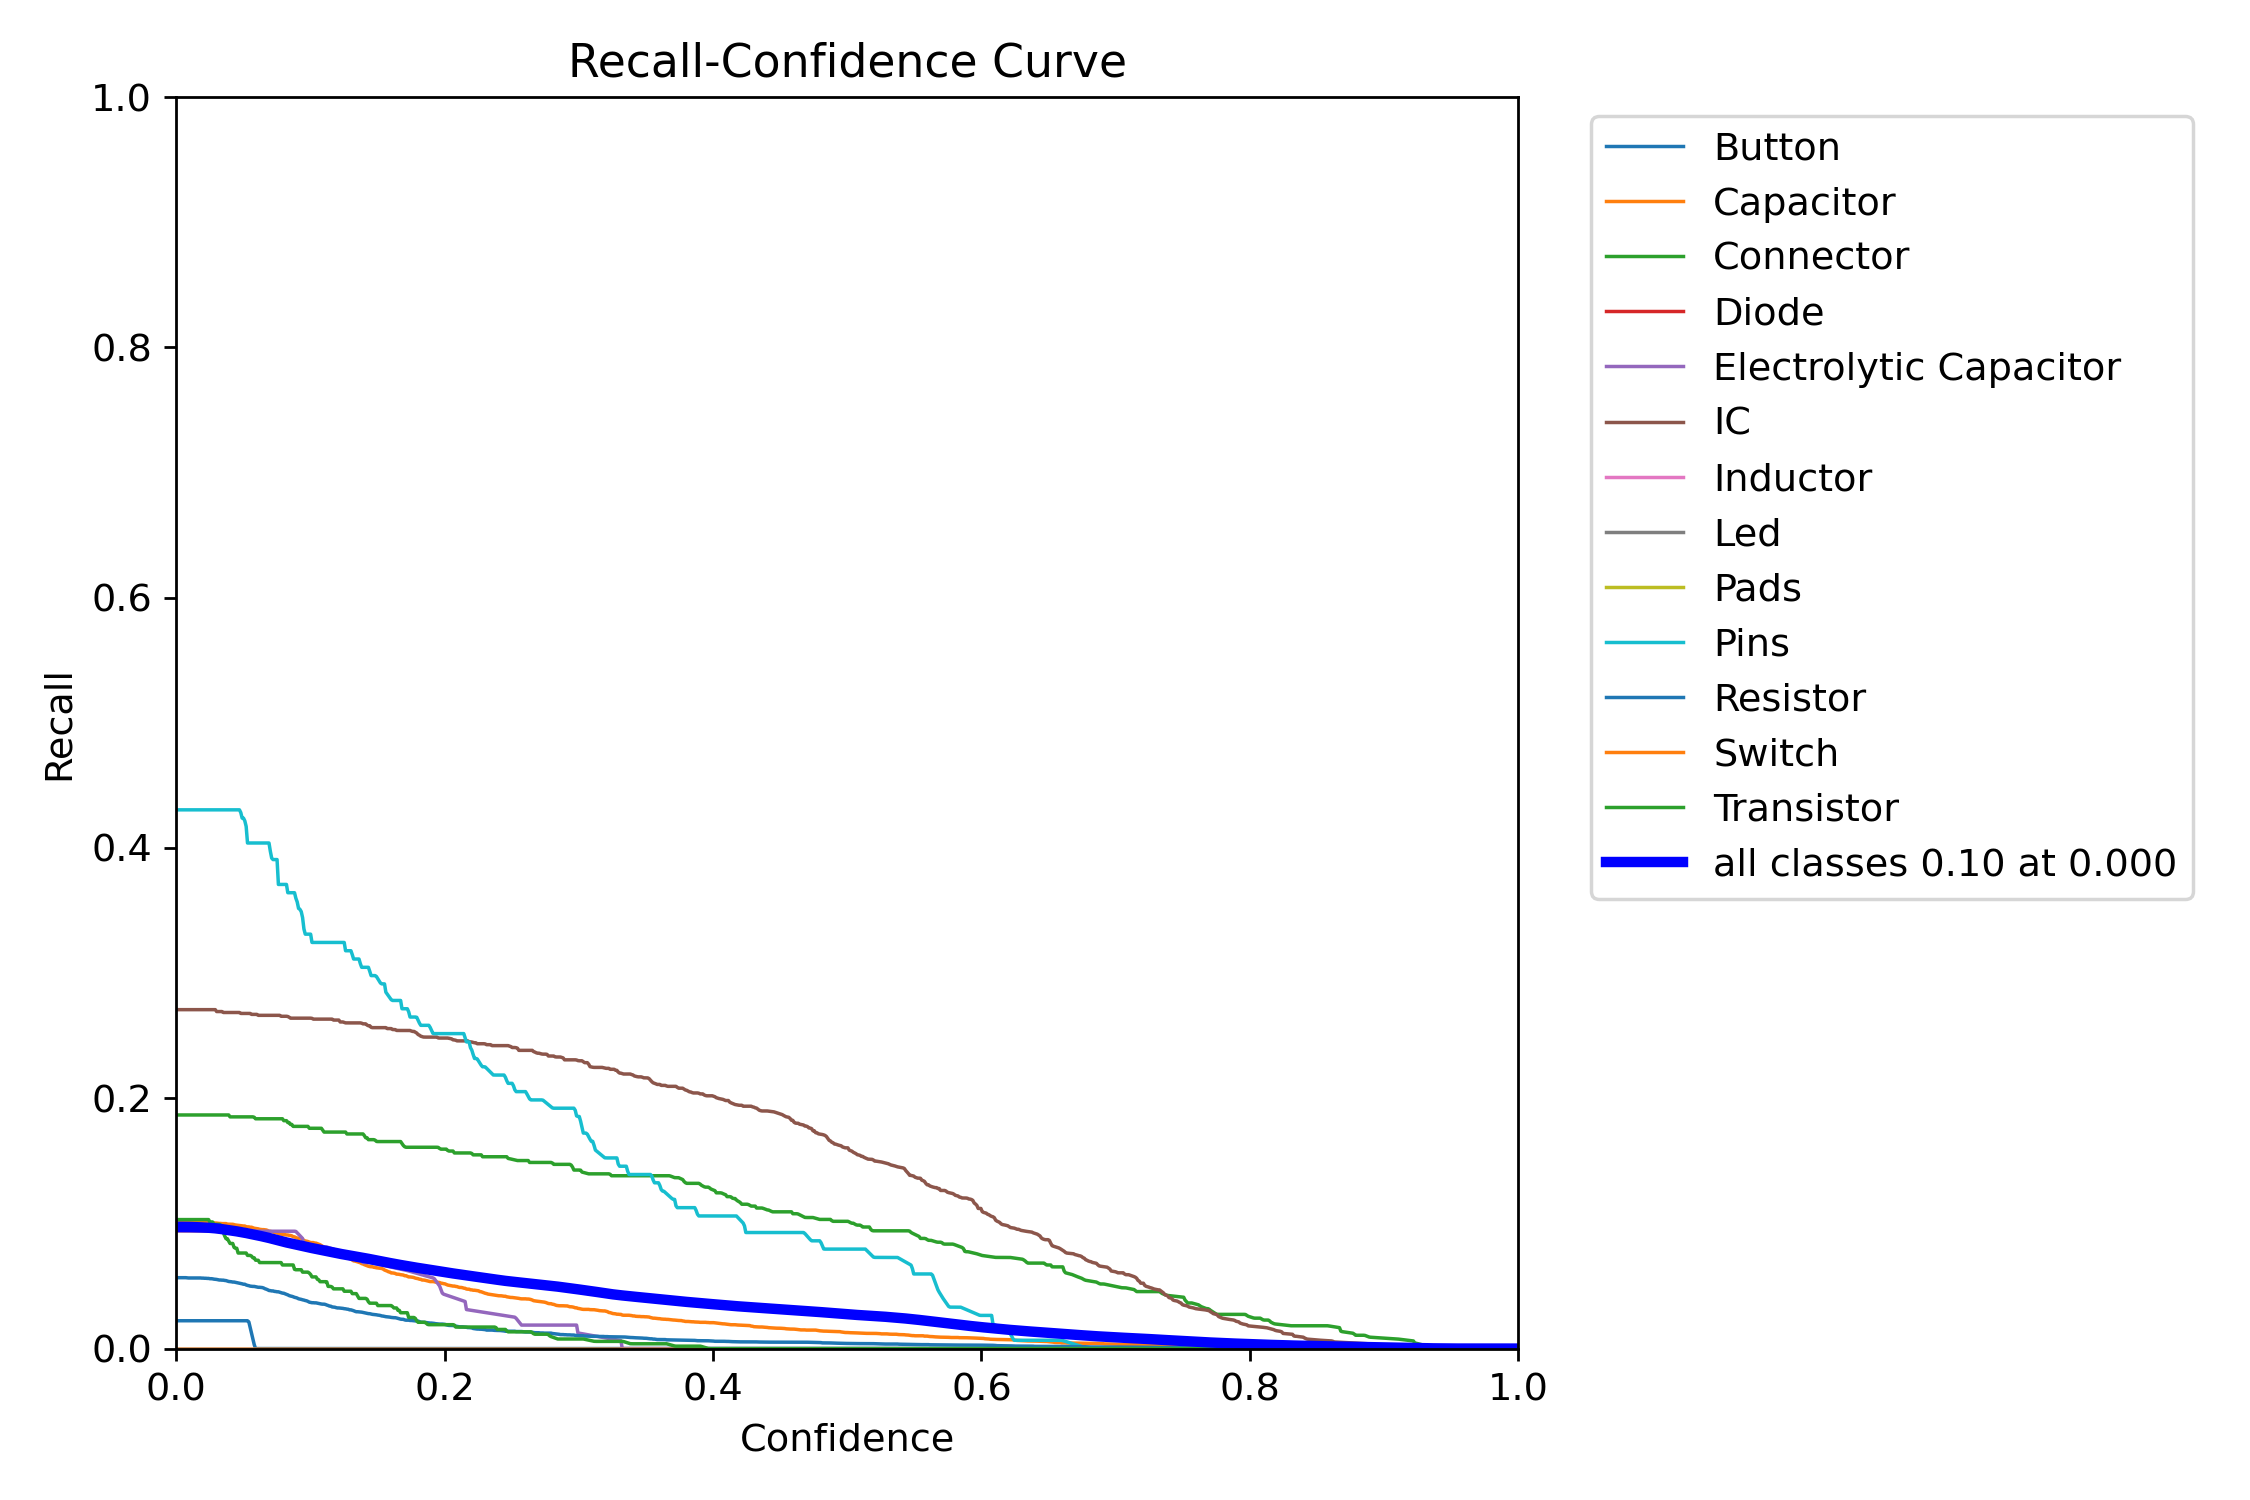 Recall-Confidence Curve
1.0
0.8
0.6
0.4
0.2
0.0
Recall
0.0 0.2 0.4 0.6 0.8 1.0
Confidence
Button
Capacitor
Connector
Diode
Electrolytic Capacitor
IC
Inductor
Led
Pads
Pins
Resistor
Switch
Transistor
all classes 0.10 at 0.000